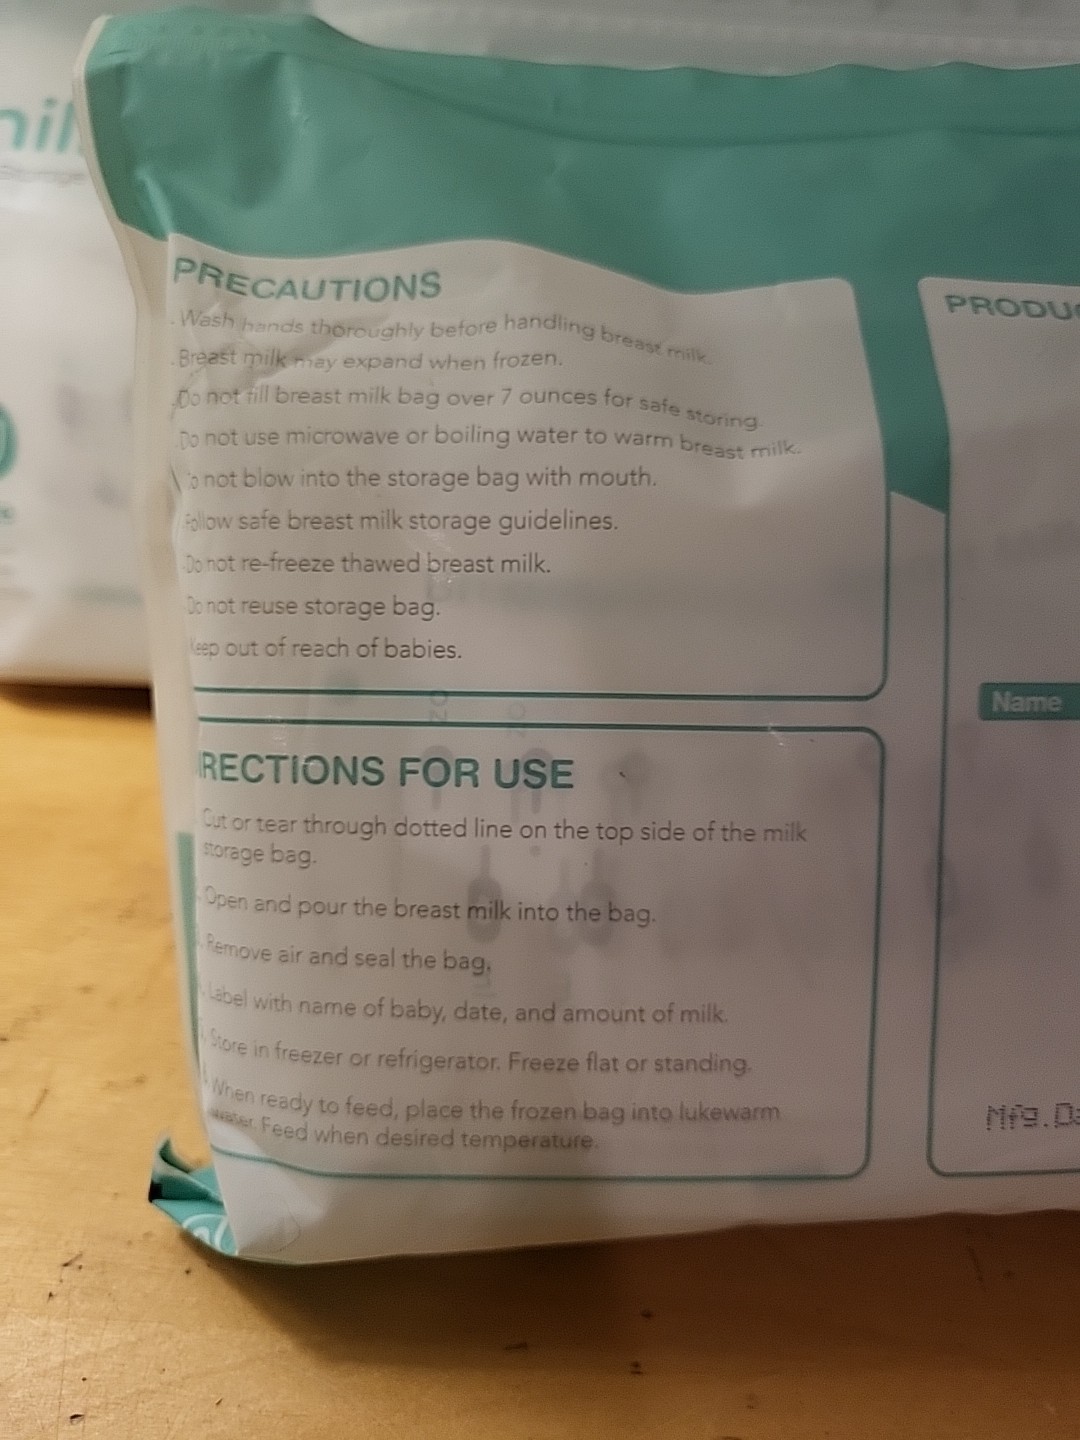 PRECAUTIONS
.Wash hands thoroughly before handling breast milk.
.Breast milk may expand when frozen.
.Do not fill breast milk bag over 7 ounces for safe storing.
.Do not use microwave or boiling water to warm breast milk.
not blow into the storage bag with mouth.
Follow safe breast milk storage guidelines.
.Do not re-freeze thawed breast milk.
Do not reuse storage bag.
Keep out of reach of babies.
RECTIONS FOR USE
Cut or tear through dotted line on the top side of the milk
storage bag.
Open and pour the breast milk into the bag.
Remove air and seal the bag.
Label with name of baby, date, and amount of milk.
Store in freezer or refrigerator. Freeze flat or standing.
When ready to feed, place the frozen bag into lukewarm
water. Feed when desired temperature.
PRODUC
Name
Mfg.Da